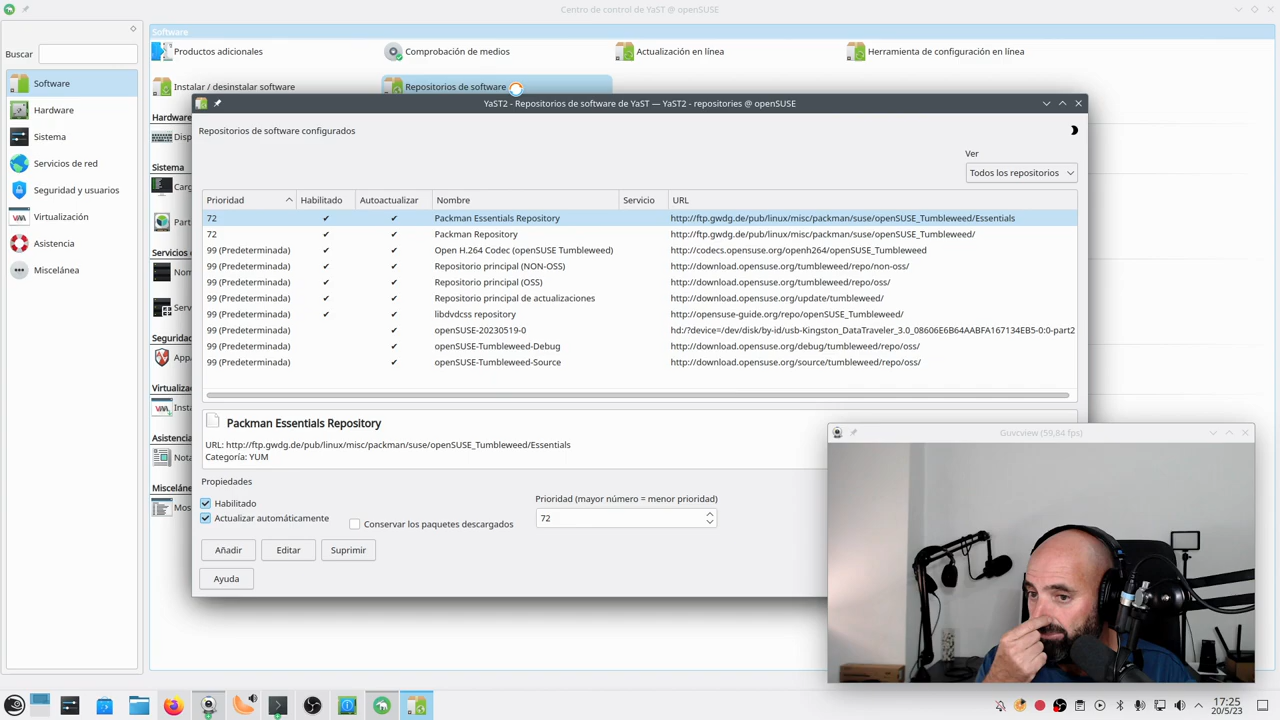 Centro de control de YaST @ openSUSE
Buscar
Software
Hardware
Sistema
Servicios de red
Seguridad y usuarios
Virtualización
Asistencia
Miscelánea
Software
Productos adicionales
Comprobación de medios
Actualización en línea
Herramienta de configuración en línea
Instalar / desinstalar software
Repositorios de software
Hardware
Disp
Sistema
Carg
Part
Servicios d
Nom
Serv
Seguridad
Virtualizac
Inst
Asistencia
Nota
Miscelánea
Mos
YaST2 - Repositorios de software de YaST — YaST2 - repositories @ openSUSE
Repositorios de software configurados
Ver
Todos los repositorios
Prioridad Habilitado Autoactualizar Nombre Servicio URL
72 ✔ ✔ Packman Essentials Repository http://ftp.gwdg.de/pub/linux/misc/packman/suse/openSUSE_Tumbleweed/Essentials
72 ✔ ✔ Packman Repository http://ftp.gwdg.de/pub/linux/misc/packman/suse/openSUSE_Tumbleweed/
99 (Predeterminada) ✔ ✔ Open H.264 Codec (openSUSE Tumbleweed) http://codecs.opensuse.org/openh264/openSUSE_Tumbleweed
99 (Predeterminada) ✔ ✔ Repositorio principal (NON-OSS) http://download.opensuse.org/tumbleweed/repo/non-oss/
99 (Predeterminada) ✔ ✔ Repositorio principal (OSS) http://download.opensuse.org/tumbleweed/repo/oss/
99 (Predeterminada) ✔ ✔ Repositorio principal de actualizaciones http://download.opensuse.org/update/tumbleweed/
99 (Predeterminada) ✔ ✔ libdvdcss repository http://opensuse-guide.org/repo/openSUSE_Tumbleweed/
99 (Predeterminada) ✔ openSUSE-20230519-0 hd:/?device=/dev/disk/by-id/usb-Kingston_DataTraveler_3.0_08606E6B64AABFA167134EB5-0:0-part2
99 (Predeterminada) ✔ openSUSE-Tumbleweed-Debug http://download.opensuse.org/debug/tumbleweed/repo/oss/
99 (Predeterminada) ✔ openSUSE-Tumbleweed-Source http://download.opensuse.org/source/tumbleweed/repo/oss/
Packman Essentials Repository
URL: http://ftp.gwdg.de/pub/linux/misc/packman/suse/openSUSE_Tumbleweed/Essentials
Categoría: YUM
Propiedades
Habilitado
Actualizar automáticamente
Conservar los paquetes descargados
Prioridad (mayor número = menor prioridad)
72
Añadir Editar Suprimir
Ayuda
Guvcview (59,84 fps)
17:25
20/5/23